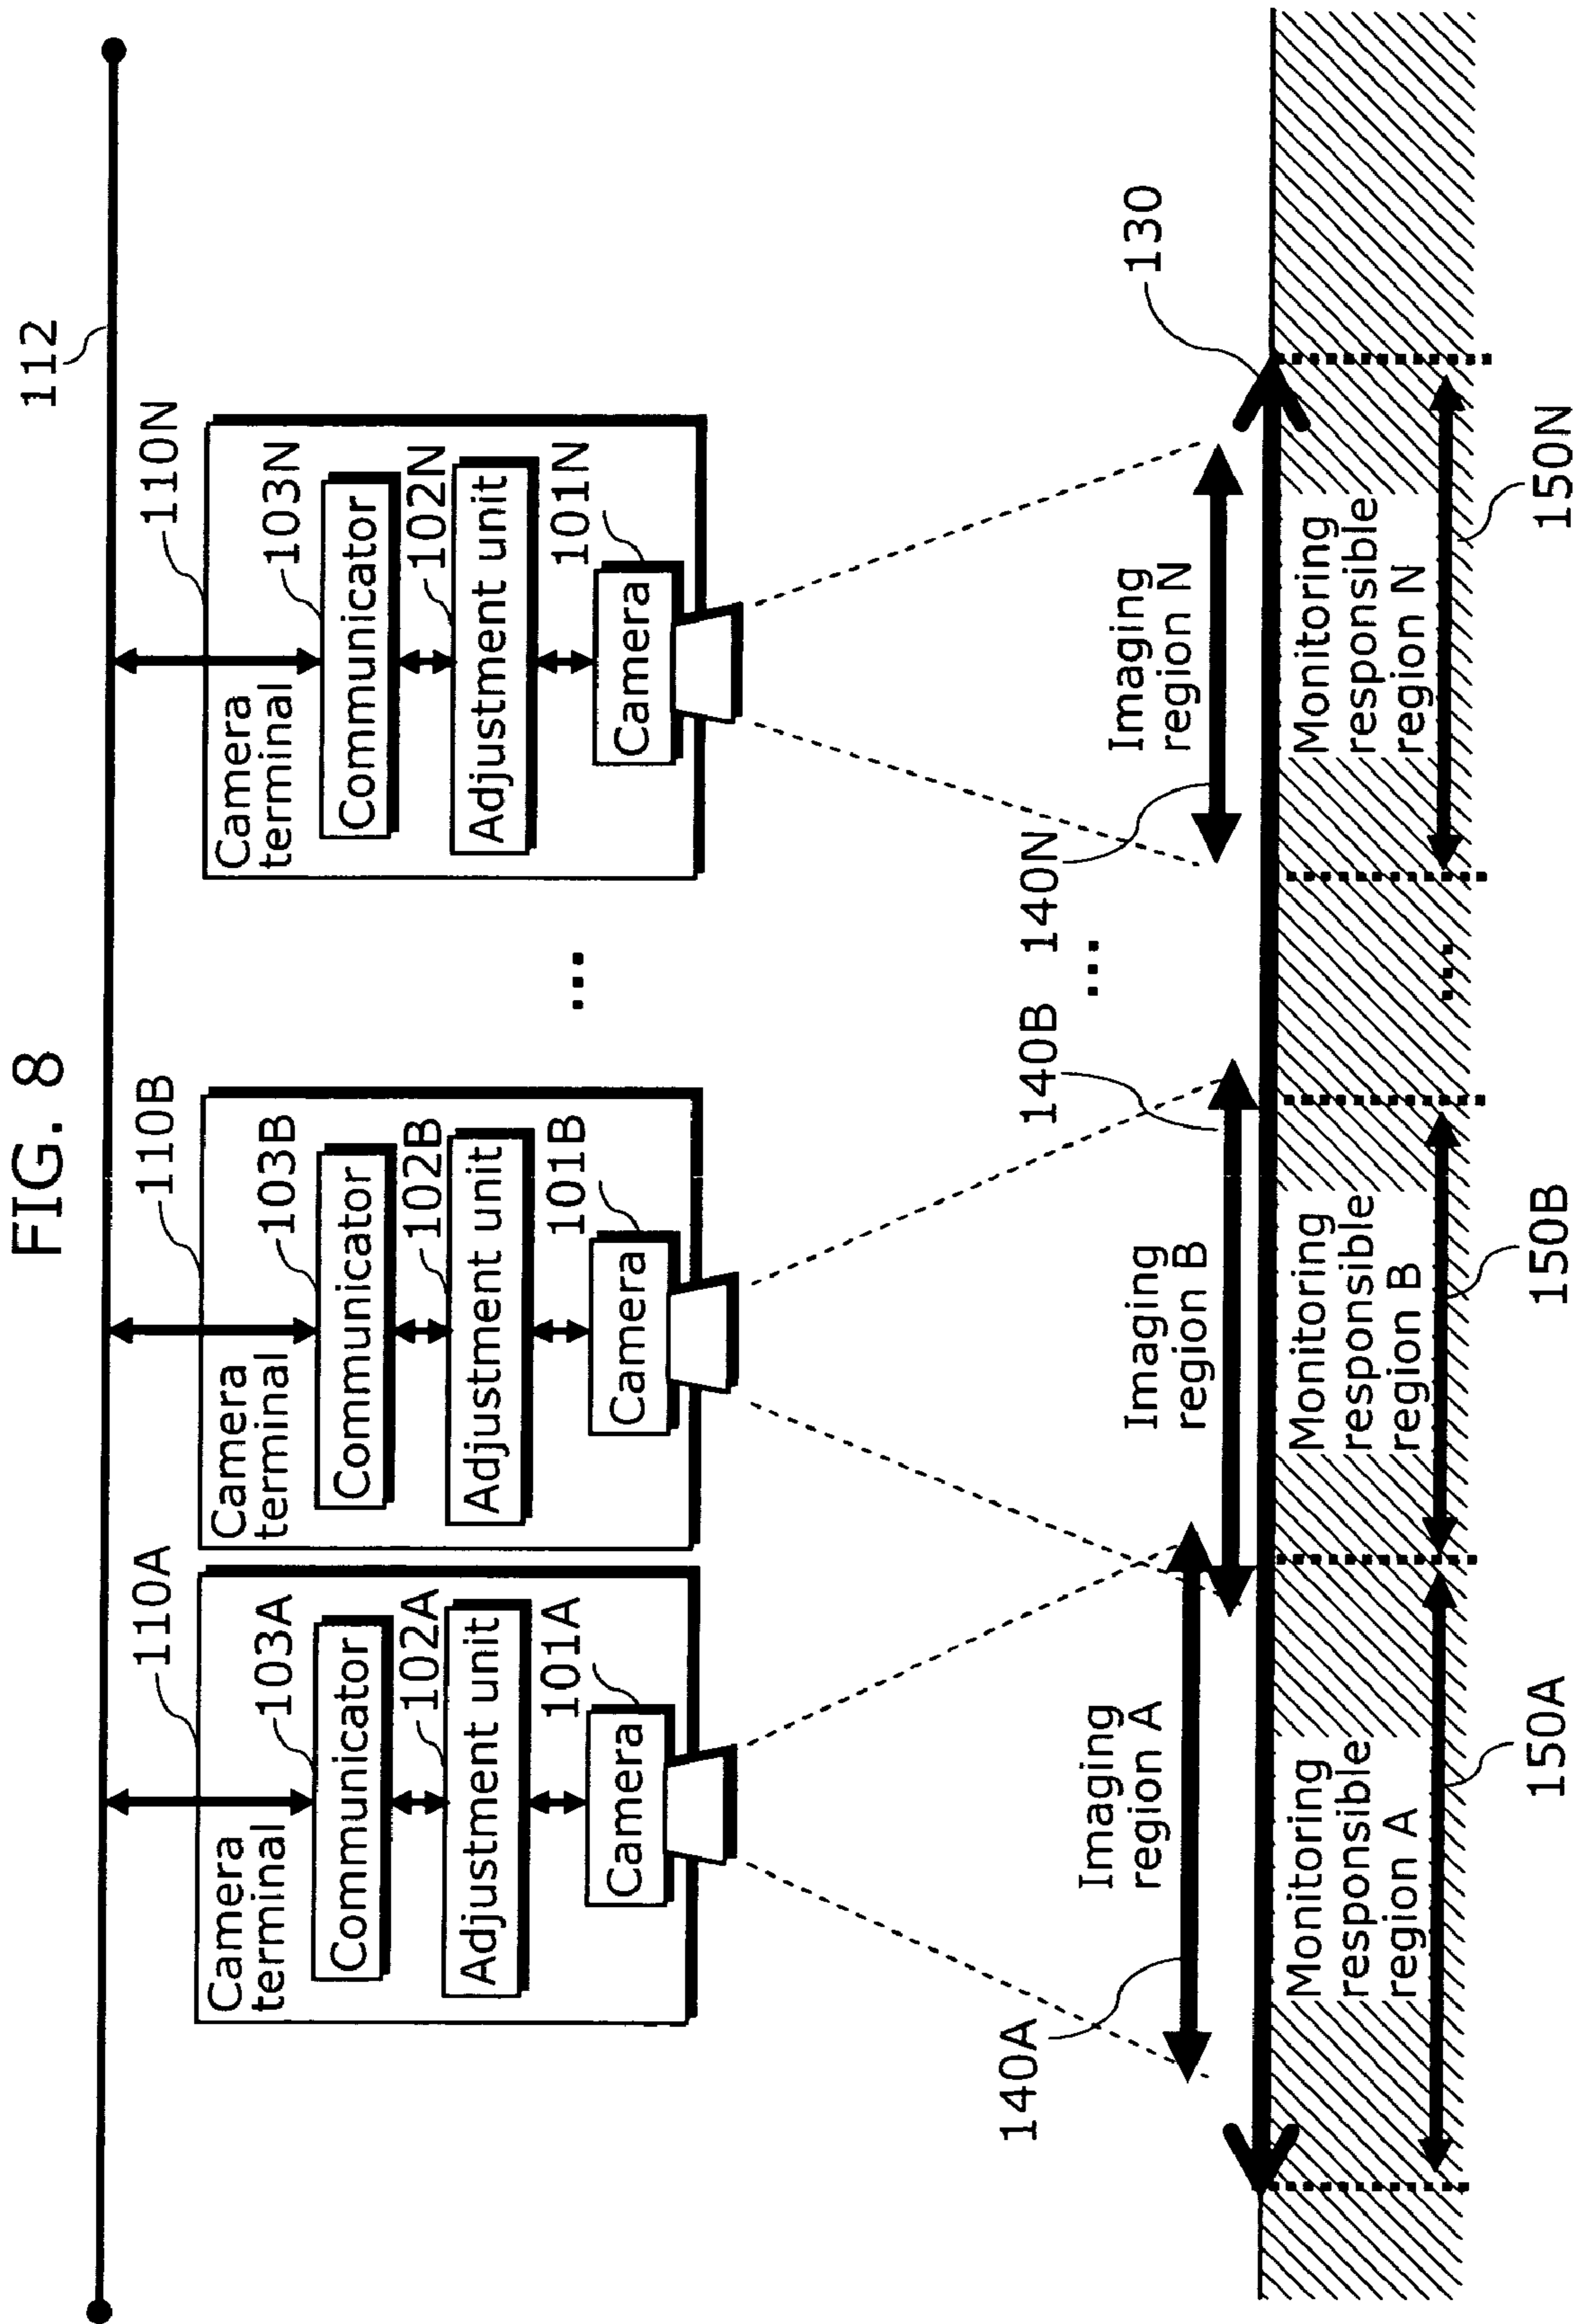 FIG. 8
112
110A
110B
110N
Camera
terminal
103A
Communicator
102A
Adjustment unit
101A
Camera
Camera
terminal
103B
Communicator
102B
Adjustment unit
101B
Camera
...
Camera
terminal
103N
Communicator
102N
Adjustment unit
101N
Camera
140A
Imaging
region A
Imaging
region B
140B
...
140N
Imaging
region N
130
Monitoring
responsible
region A
Monitoring
responsible
region B
...
Monitoring
responsible
region N
150A
150B
150N